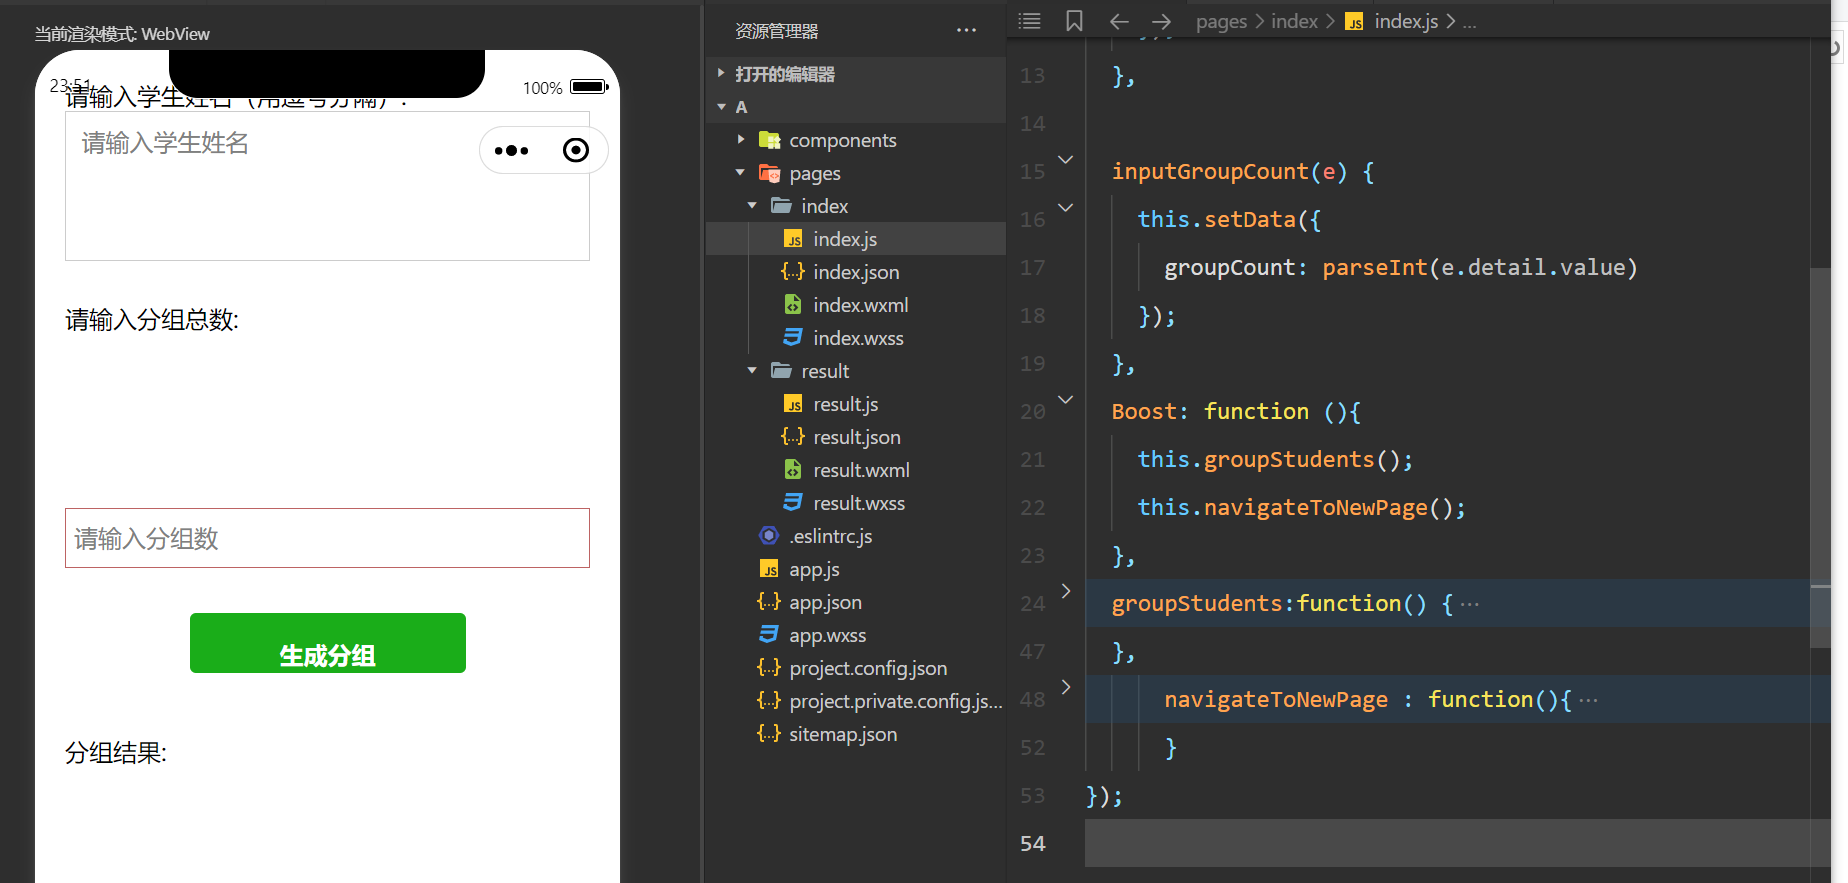 当前渲染模式: WebView
23:51
100%
请输入学生姓名（用逗号分隔）:
请输入学生姓名
请输入分组总数:
请输入分组数
生成分组
分组结果:
资源管理器
打开的编辑器
A
components
pages
index
index.js
index.json
index.wxml
index.wxss
result
result.js
result.json
result.wxml
result.wxss
.eslintrc.js
app.js
app.json
app.wxss
project.config.json
project.private.config.js...
sitemap.json
pages > index > JS index.js > ...
13 },
14
15 inputGroupCount(e) {
16 this.setData({
17 groupCount: parseInt(e.detail.value)
18 });
19 },
20 Boost: function (){
21 this.groupStudents();
22 this.navigateToNewPage();
23 },
24 groupStudents:function() {···
47 },
48 navigateToNewPage : function(){···
52 }
53 });
54